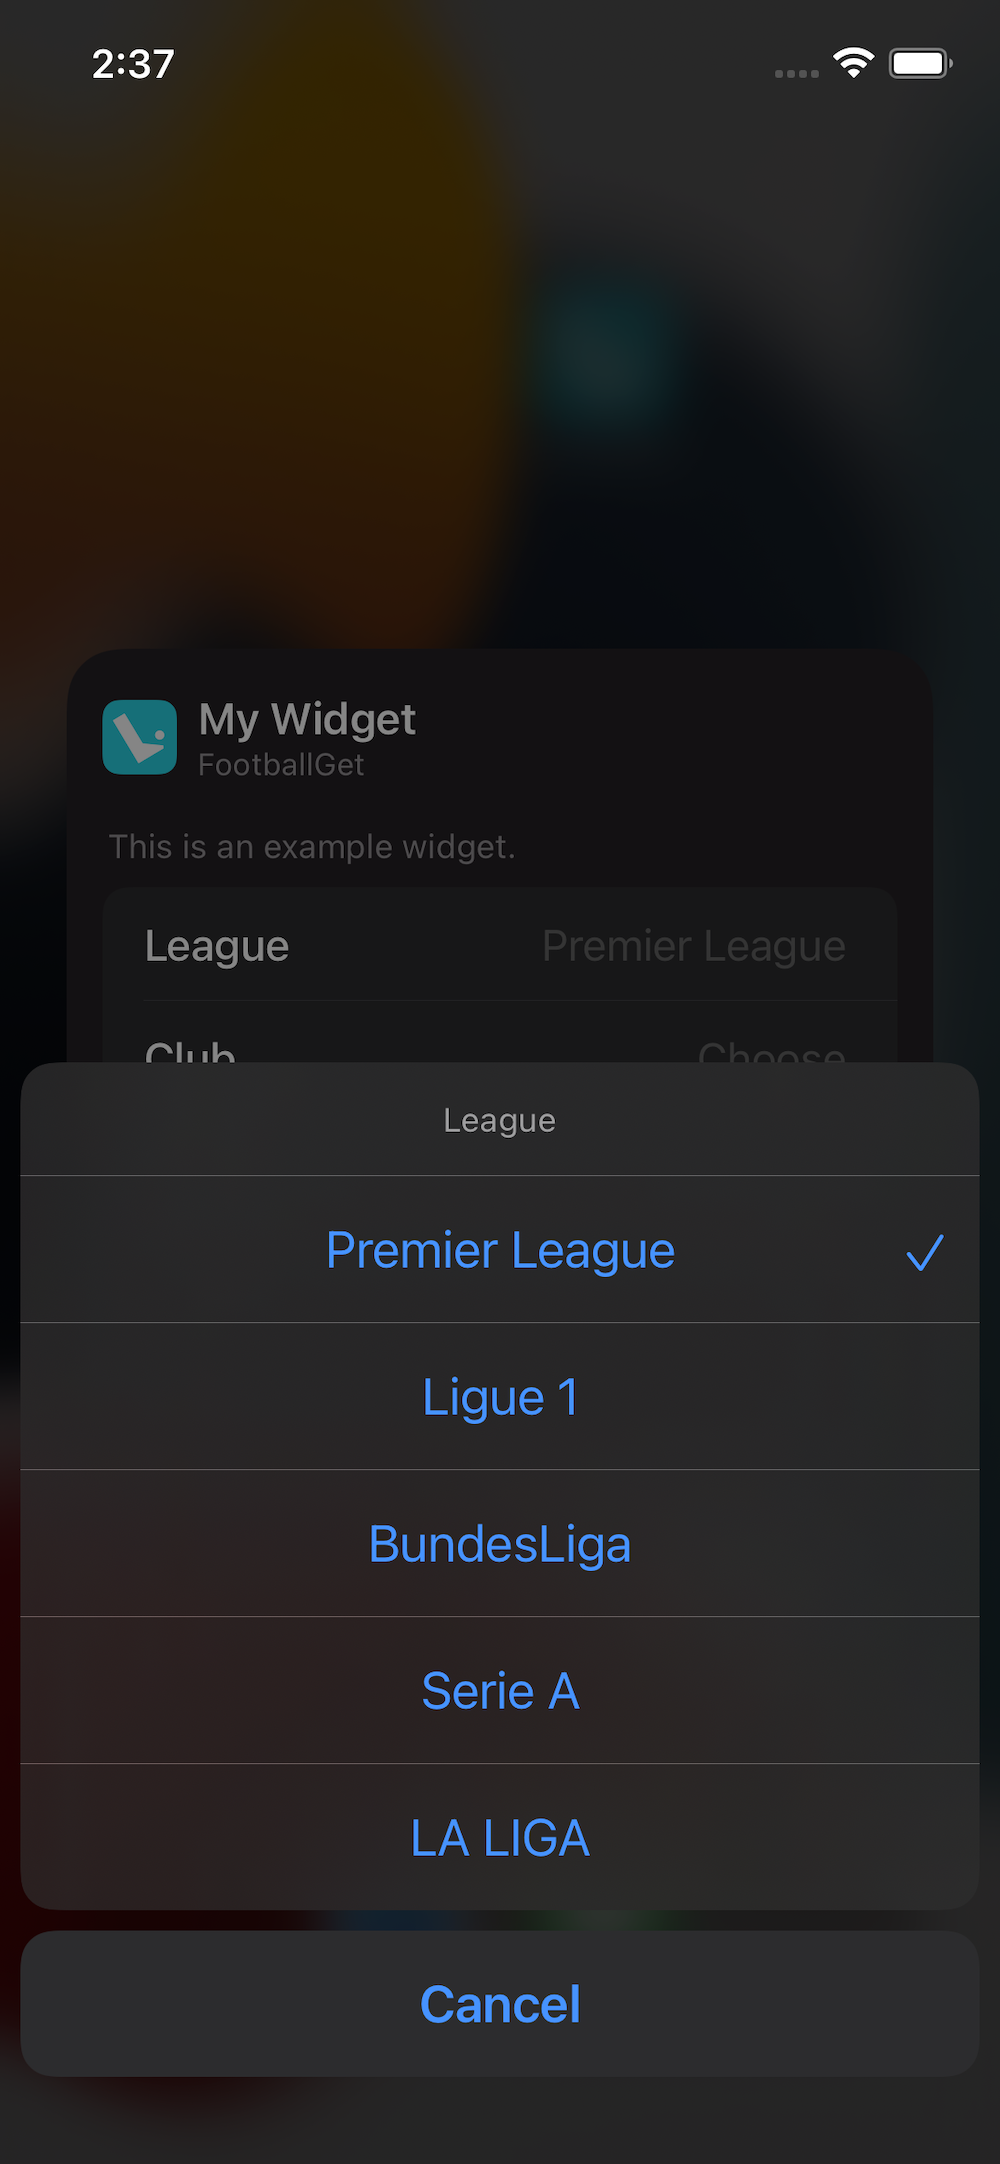 2:37
My Widget
FootballGet
This is an example widget.
League Premier League
Club Choose
League
Premier League
Ligue 1
BundesLiga
Serie A
LA LIGA
Cancel